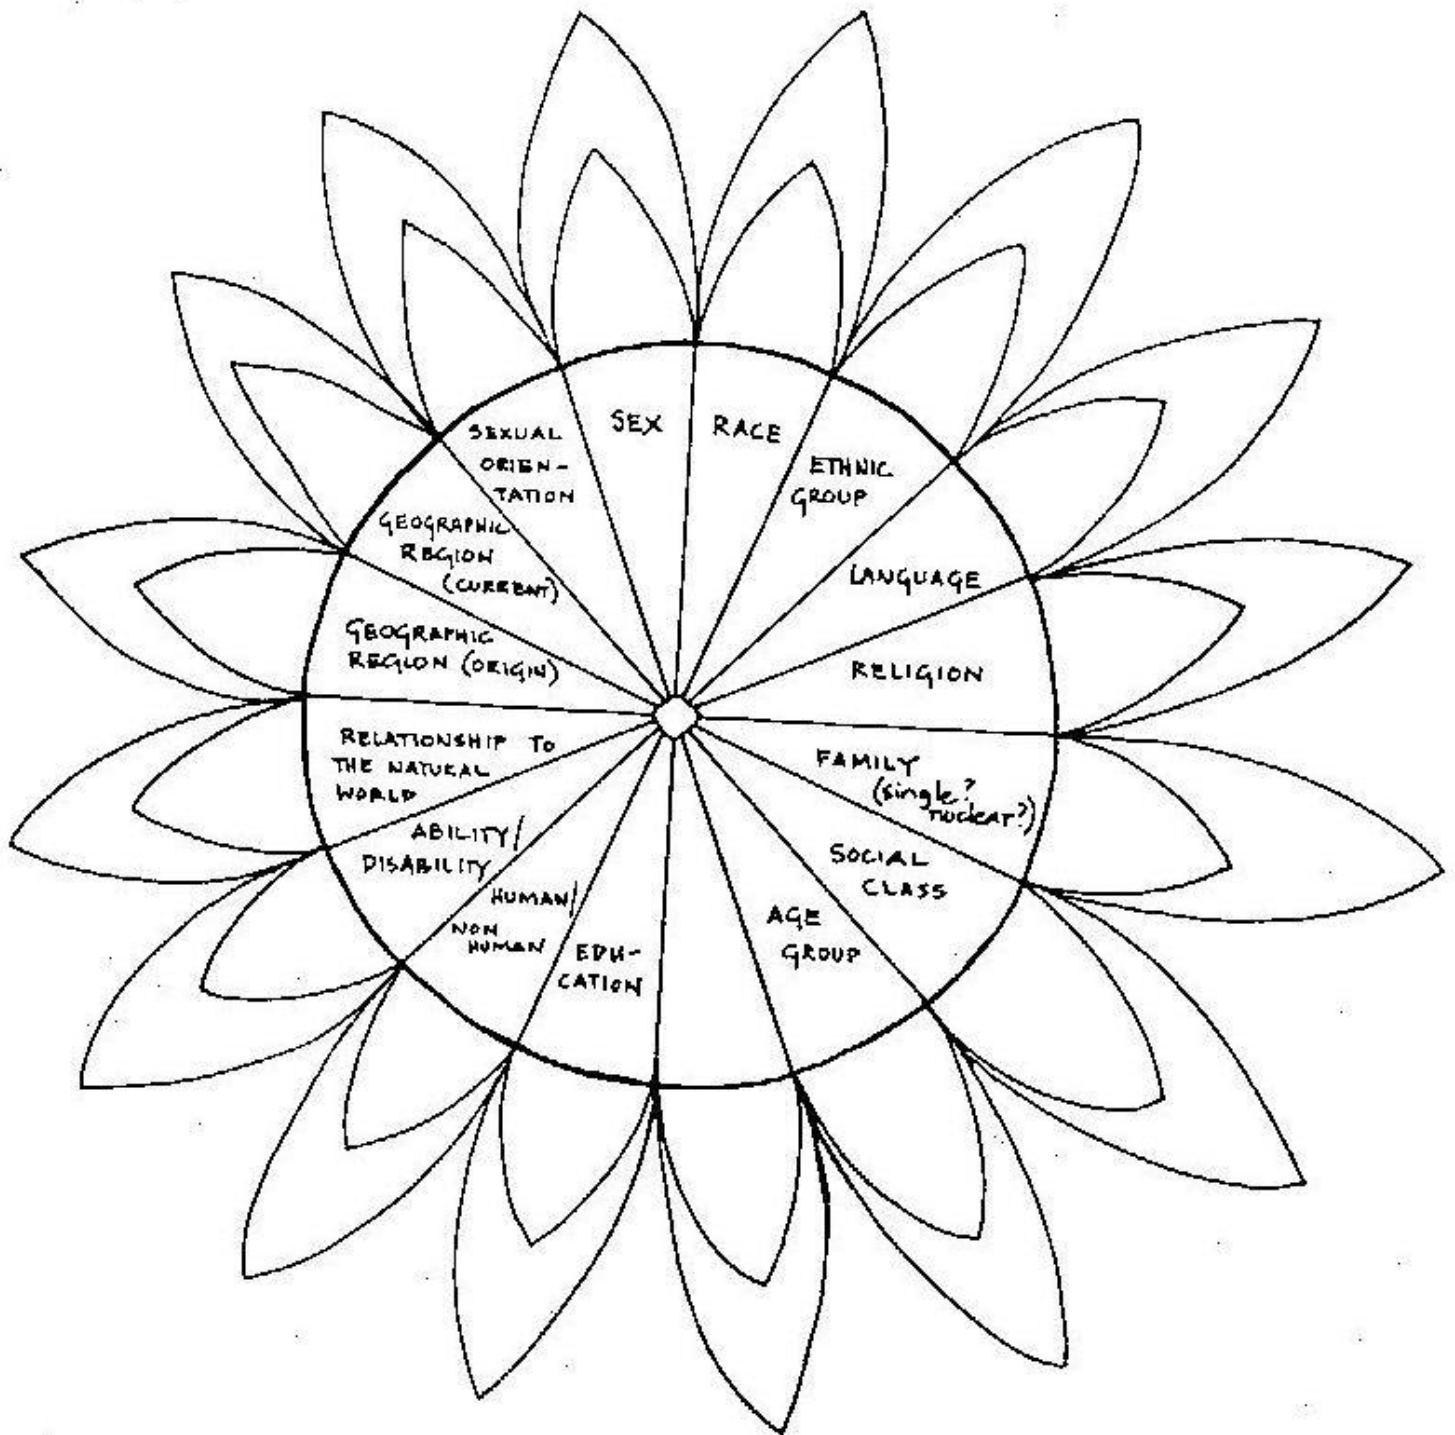 SEX
RACE
ETHNIC
GROUP
LANGUAGE
RELIGION
FAMILY
(single?
nuclear?)
SOCIAL
CLASS
AGE
GROUP
EDU-
CATION
HUMAN/
NON
HUMAN
ABILITY/
DISABILITY
RELATIONSHIP TO
THE NATURAL
WORLD
GEOGRAPHIC
REGION (ORIGIN)
GEOGRAPHIC
REGION
(CURRENT)
SEXUAL
ORIEN-
TATION